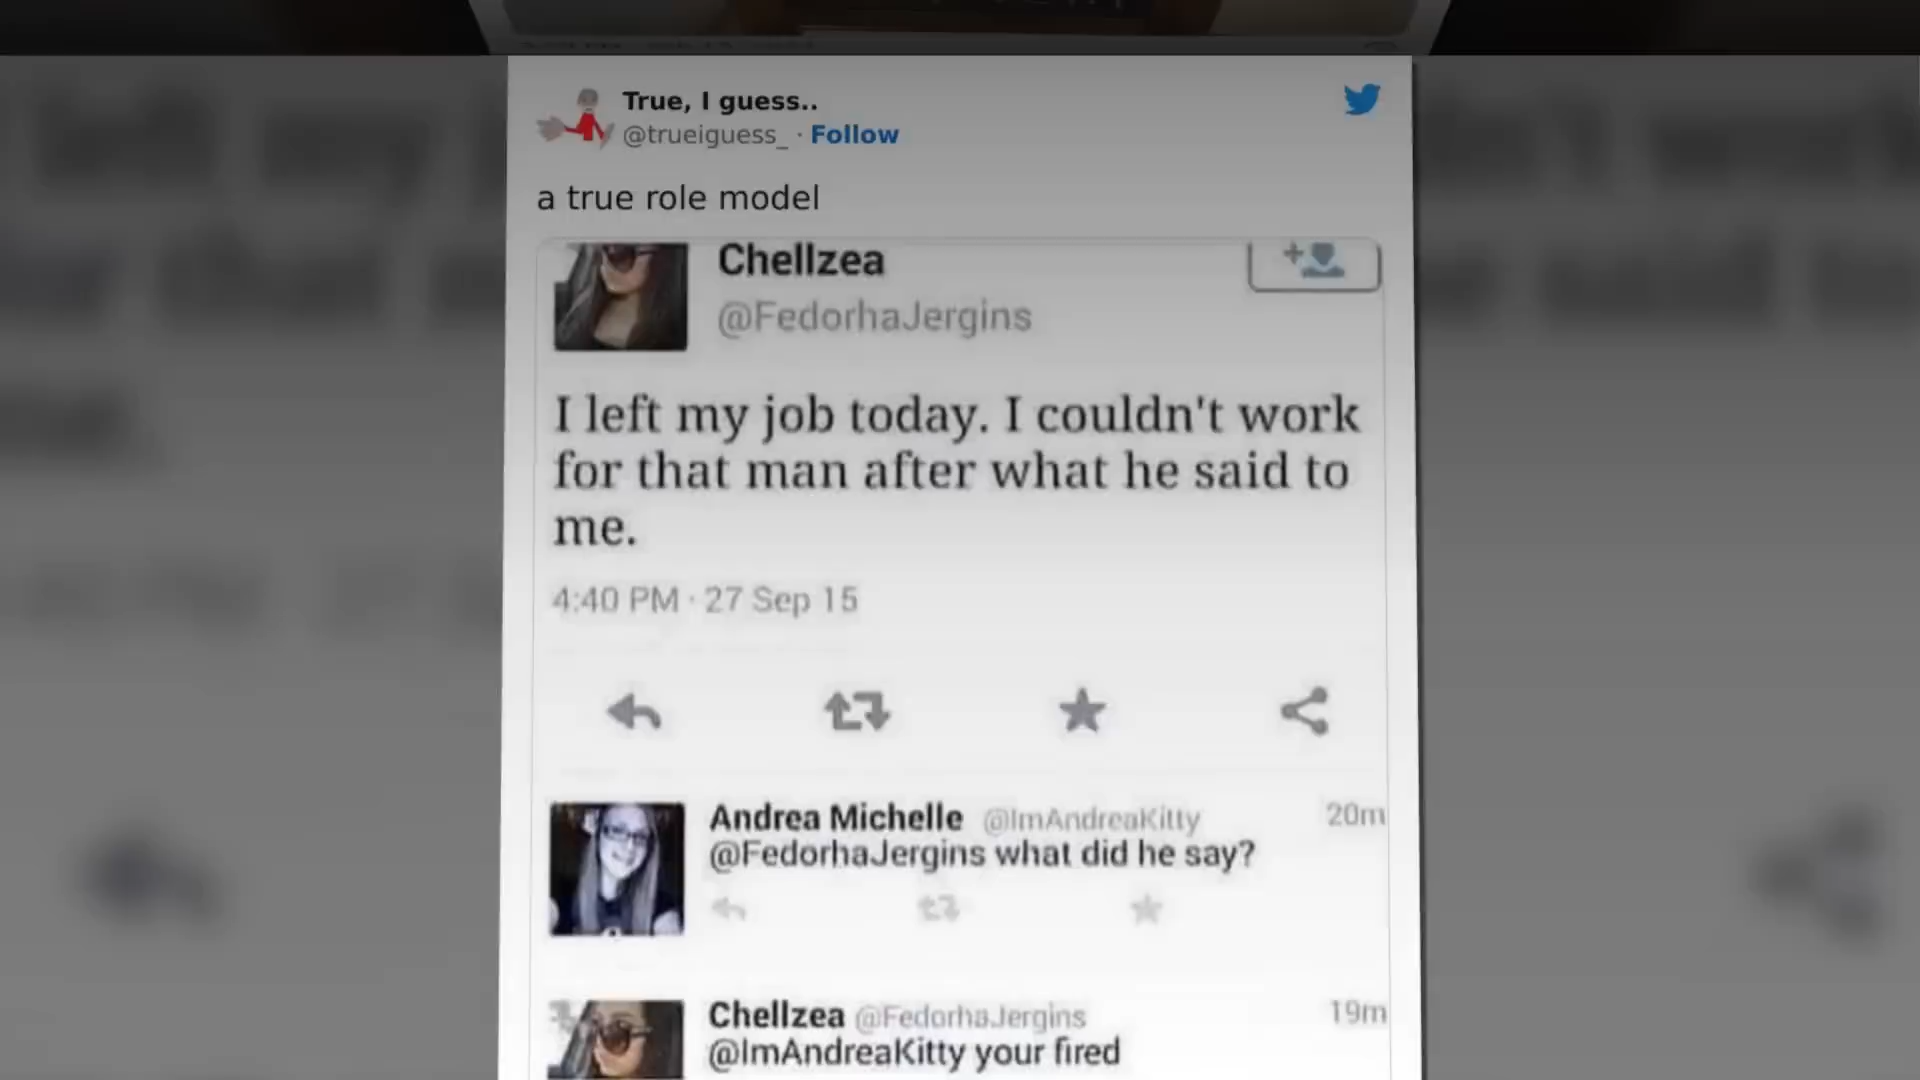 True, I guess..
@trueiguess_ · Follow
a true role model
Chellzea
@FedorhaJergins
I left my job today. I couldn't work
for that man after what he said to
me.
4:40 PM · 27 Sep 15
Andrea Michelle @ImAndreaKitty 20m
@FedorhaJergins what did he say?
Chellzea @FedorhaJergins 19m
@ImAndreaKitty your fired